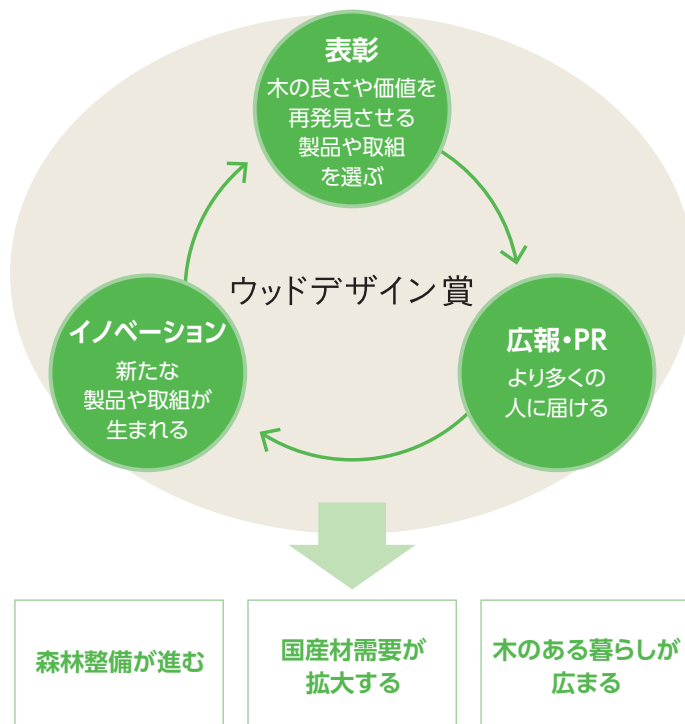 表彰
木の良さや価値を
再発見させる
製品や取組
を選ぶ
ウッドデザイン賞
イノベーション
新たな
製品や取組が
生まれる
広報・PR
より多くの
人に届ける
森林整備が進む
国産材需要が
拡大する
木のある暮らしが
広まる